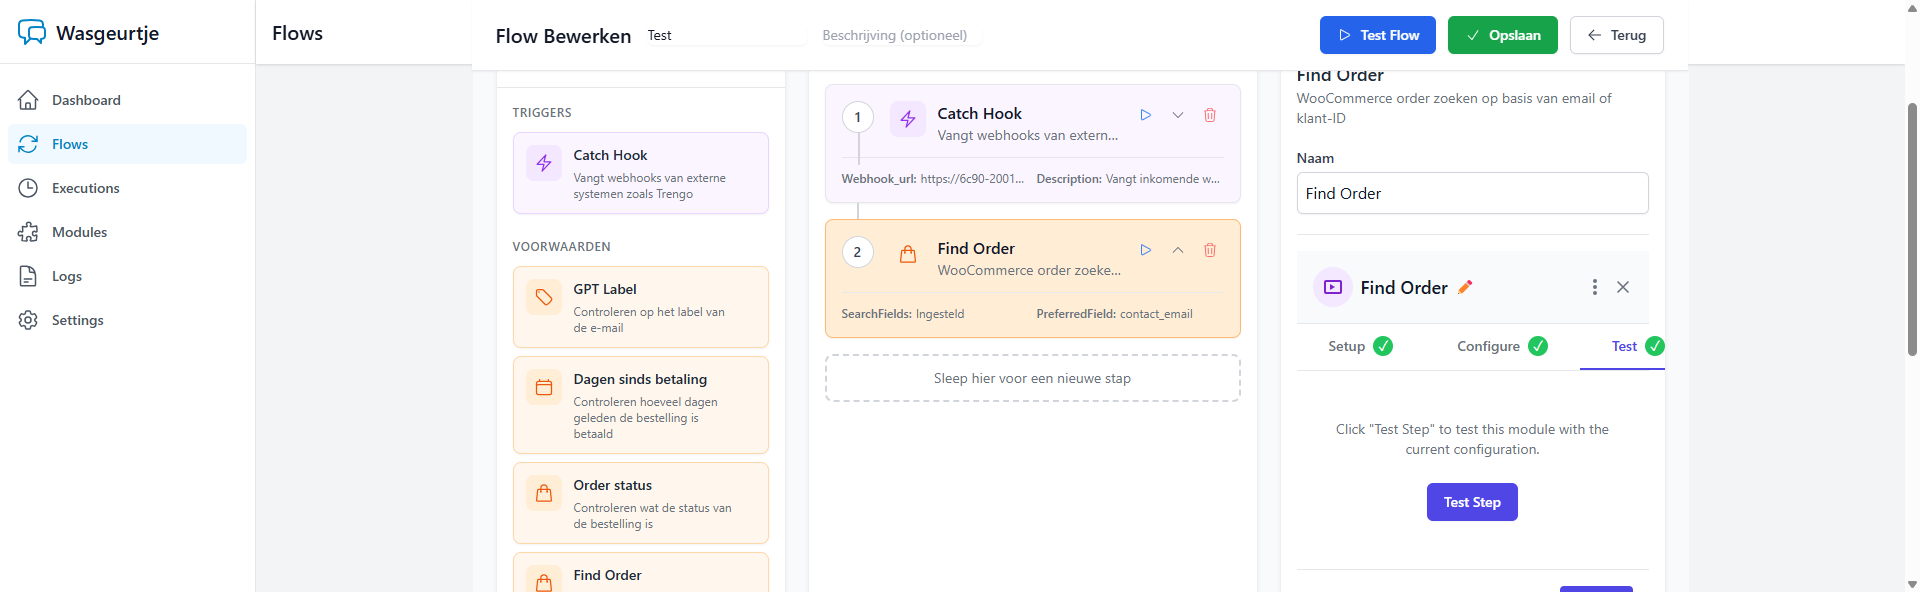 Wasgeurtje
Dashboard
Flows
Executions
Modules
Logs
Settings
Flows
Flow Bewerken
Test
Beschrijving (optioneel)
Test Flow
Opslaan
Terug
TRIGGERS
Catch Hook
Vangt webhooks van externe
systemen zoals Trengo
VOORWAARDEN
GPT Label
Controleren op het label van
de e-mail
Dagen sinds betaling
Controleren hoeveel dagen
geleden de bestelling is
betaald
Order status
Controleren wat de status van
de bestelling is
Find Order
1
Catch Hook
Vangt webhooks van extern...
Webhook_url: https://6c90-2001...
Description: Vangt inkomende w...
2
Find Order
WooCommerce order zoeke...
SearchFields: Ingesteld
PreferredField: contact_email
Sleep hier voor een nieuwe stap
Find Order
WooCommerce order zoeken op basis van email of
klant-ID
Naam
Find Order
Find Order
Setup
Configure
Test
Click "Test Step" to test this module with the
current configuration.
Test Step